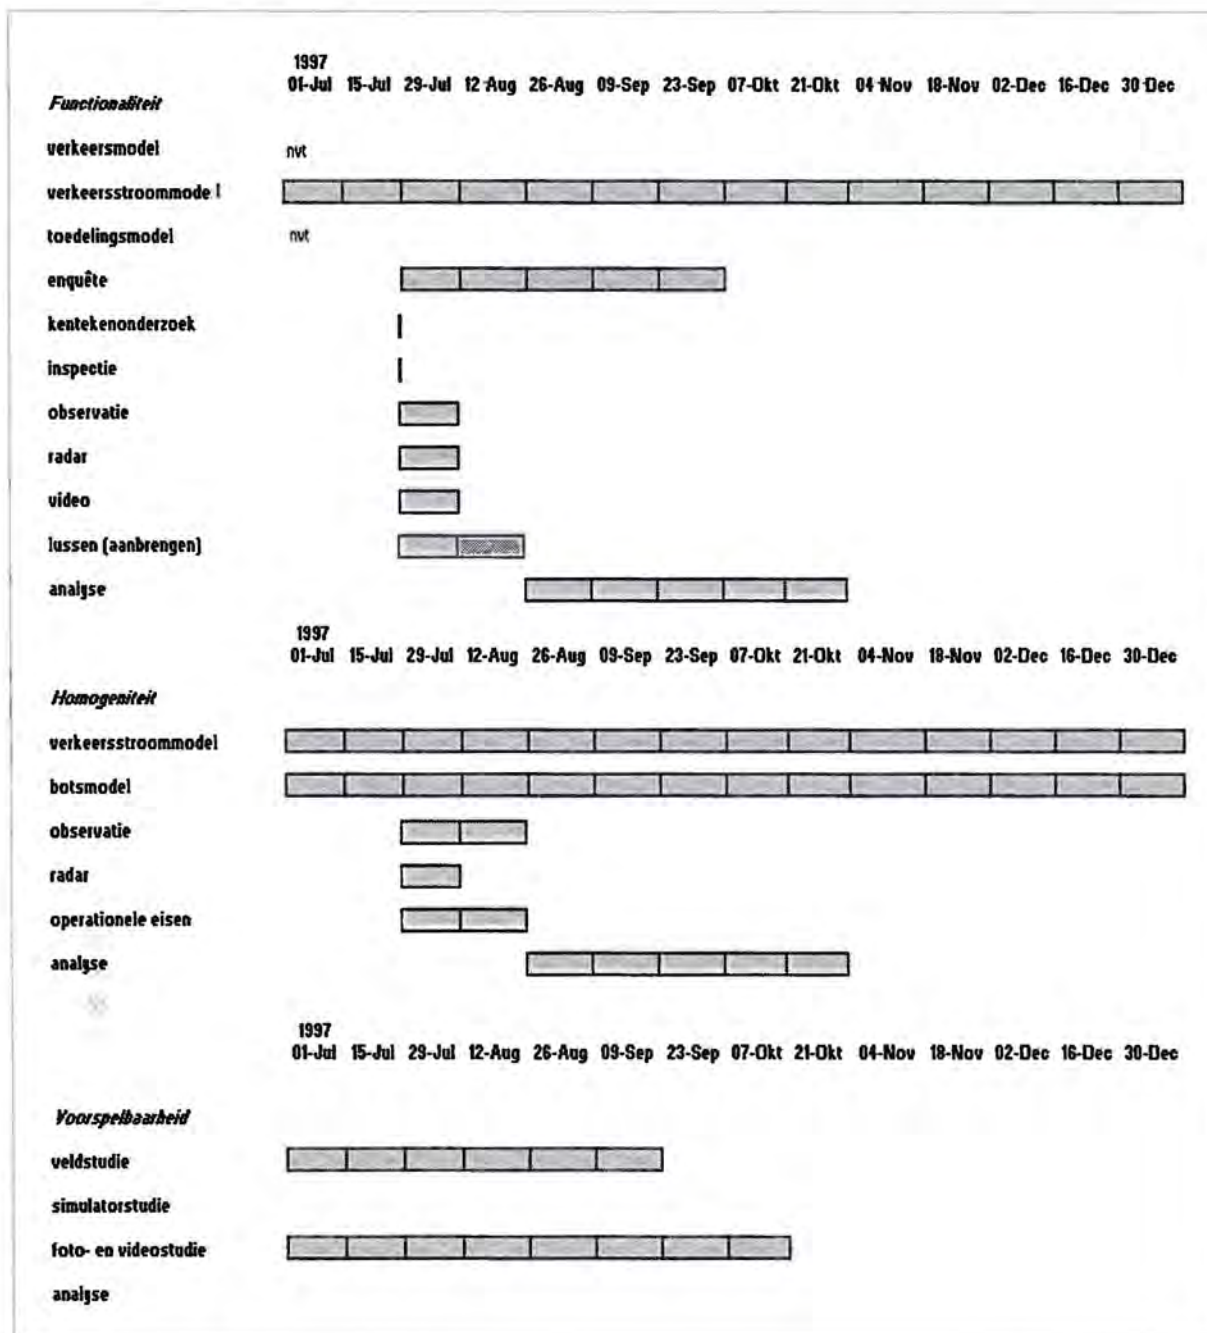 1997
01-Jul 15-Jul 29-Jul 12-Aug 26-Aug 09-Sep 23-Sep 07-Okt 21-Okt 04-Nov 18-Nov 02-Dec 16-Dec 30-Dec
Functionaliteit
verkeersmodel nvt
verkeersstroommodel
toedelingsmodel nvt
enquête
kentekenonderzoek
inspectie
observatie
radar
video
lussen (aanbrengen)
analyse
1997
01-Jul 15-Jul 29-Jul 12-Aug 26-Aug 09-Sep 23-Sep 07-Okt 21-Okt 04-Nov 18-Nov 02-Dec 16-Dec 30-Dec
Homogeniteit
verkeersstroommodel
botsmodel
observatie
radar
operationele eisen
analyse
1997
01-Jul 15-Jul 29-Jul 12-Aug 26-Aug 09-Sep 23-Sep 07-Okt 21-Okt 04-Nov 18-Nov 02-Dec 16-Dec 30-Dec
Voorspelbaarheid
veldstudie
simulatorstudie
foto- en videostudie
analyse